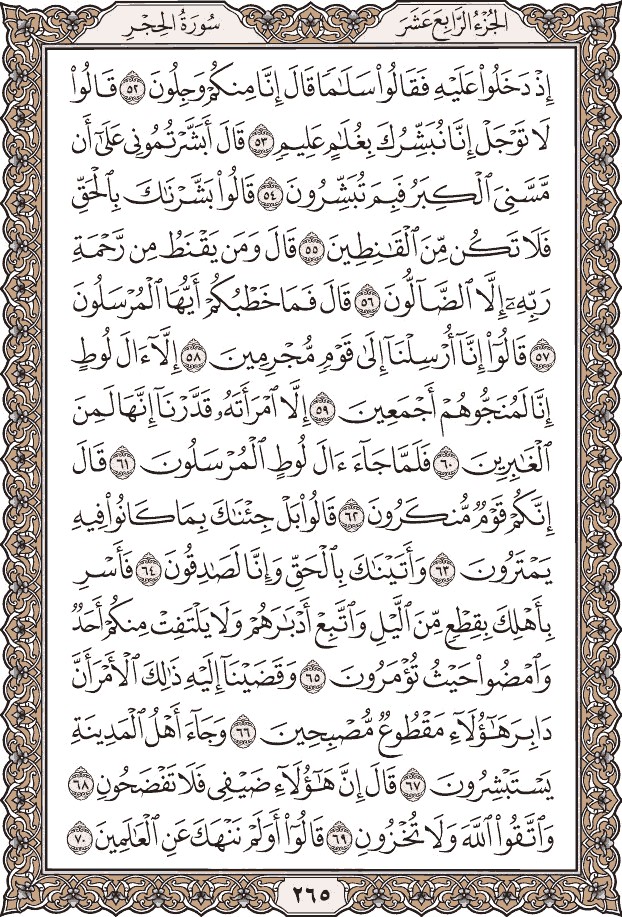 الجزء الرابع عشر
سورة الحجر
إِذْ دَخَلُوا۟ عَلَيْهِ فَقَالُوا۟ سَلَٰمًا قَالَ إِنَّا مِنكُمْ وَجِلُونَ ٥٢ قَالُوا۟
لَا تَوْجَلْ إِنَّا نُبَشِّرُكَ بِغُلَٰمٍ عَلِيمٍ ٥٣ قَالَ أَبَشَّرْتُمُونِى عَلَىٰٓ أَن
مَّسَّنِىَ ٱلْكِبَرُ فَبِمَ تُبَشِّرُونَ ٥٤ قَالُوا۟ بَشَّرْنَٰكَ بِٱلْحَقِّ
فَلَا تَكُن مِّنَ ٱلْقَٰنِطِينَ ٥٥ قَالَ وَمَن يَقْنَطُ مِن رَّحْمَةِ
رَبِّهِۦٓ إِلَّا ٱلضَّآلُّونَ ٥٦ قَالَ فَمَا خَطْبُكُمْ أَيُّهَا ٱلْمُرْسَلُونَ
٥٧ قَالُوٓا۟ إِنَّآ أُرْسِلْنَآ إِلَىٰ قَوْمٍ مُّجْرِمِينَ ٥٨ إِلَّآ ءَالَ لُوطٍ
إِنَّا لَمُنَجُّوهُمْ أَجْمَعِينَ ٥٩ إِلَّا ٱمْرَأَتَهُۥ قَدَّرْنَآ إِنَّهَا لَمِنَ
ٱلْغَٰبِرِينَ ٦٠ فَلَمَّا جَآءَ ءَالَ لُوطٍ ٱلْمُرْسَلُونَ ٦١ قَالَ
إِنَّكُمْ قَوْمٌ مُّنكَرُونَ ٦٢ قَالُوا۟ بَلْ جِئْنَٰكَ بِمَا كَانُوا۟ فِيهِ
يَمْتَرُونَ ٦٣ وَأَتَيْنَٰكَ بِٱلْحَقِّ وَإِنَّا لَصَٰدِقُونَ ٦٤ فَأَسْرِ
بِأَهْلِكَ بِقِطْعٍ مِّنَ ٱلَّيْلِ وَٱتَّبِعْ أَدْبَٰرَهُمْ وَلَا يَلْتَفِتْ مِنكُمْ أَحَدٌ
وَٱمْضُوا۟ حَيْثُ تُؤْمَرُونَ ٦٥ وَقَضَيْنَآ إِلَيْهِ ذَٰلِكَ ٱلْأَمْرَ أَنَّ
دَابِرَ هَٰٓؤُلَآءِ مَقْطُوعٌ مُّصْبِحِينَ ٦٦ وَجَآءَ أَهْلُ ٱلْمَدِينَةِ
يَسْتَبْشِرُونَ ٦٧ قَالَ إِنَّ هَٰٓؤُلَآءِ ضَيْفِى فَلَا تَفْضَحُونِ ٦٨
وَٱتَّقُوا۟ ٱللَّهَ وَلَا تُخْزُونِ ٦٩ قَالُوٓا۟ أَوَلَمْ نَنْهَكَ عَنِ ٱلْعَٰلَمِينَ ٧٠
٢٦٥